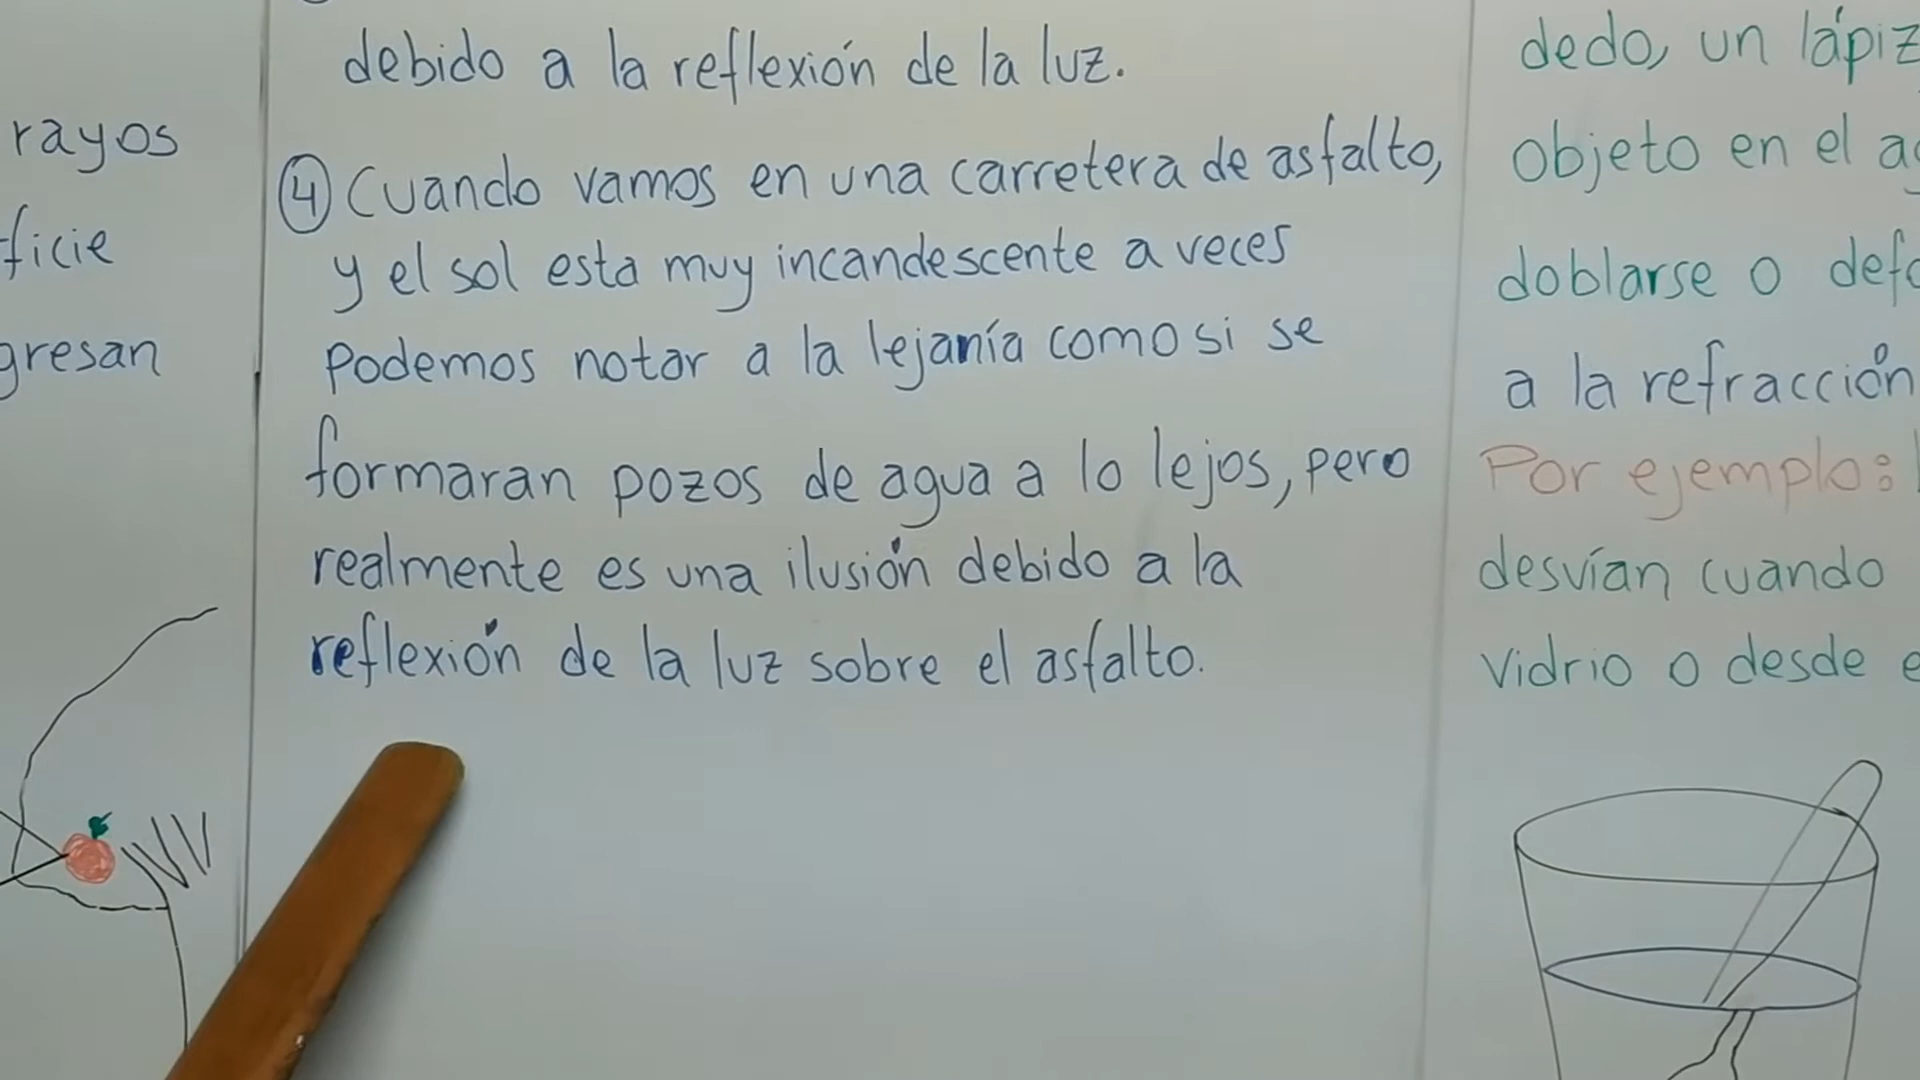 rayos
ficie
gresan
debido a la reflexión de la luz.
④ Cuando vamos en una carretera de asfalto,
y el sol esta muy incandescente a veces
podemos notar a la lejanía como si se
formaran pozos de agua a lo lejos, pero
realmente es una ilusión debido a la
reflexión de la luz sobre el asfalto.
dedo, un lápiz
objeto en el
doblarse o
a la refracción
Por ejemplo:
desvían cuando
vidrio o desde